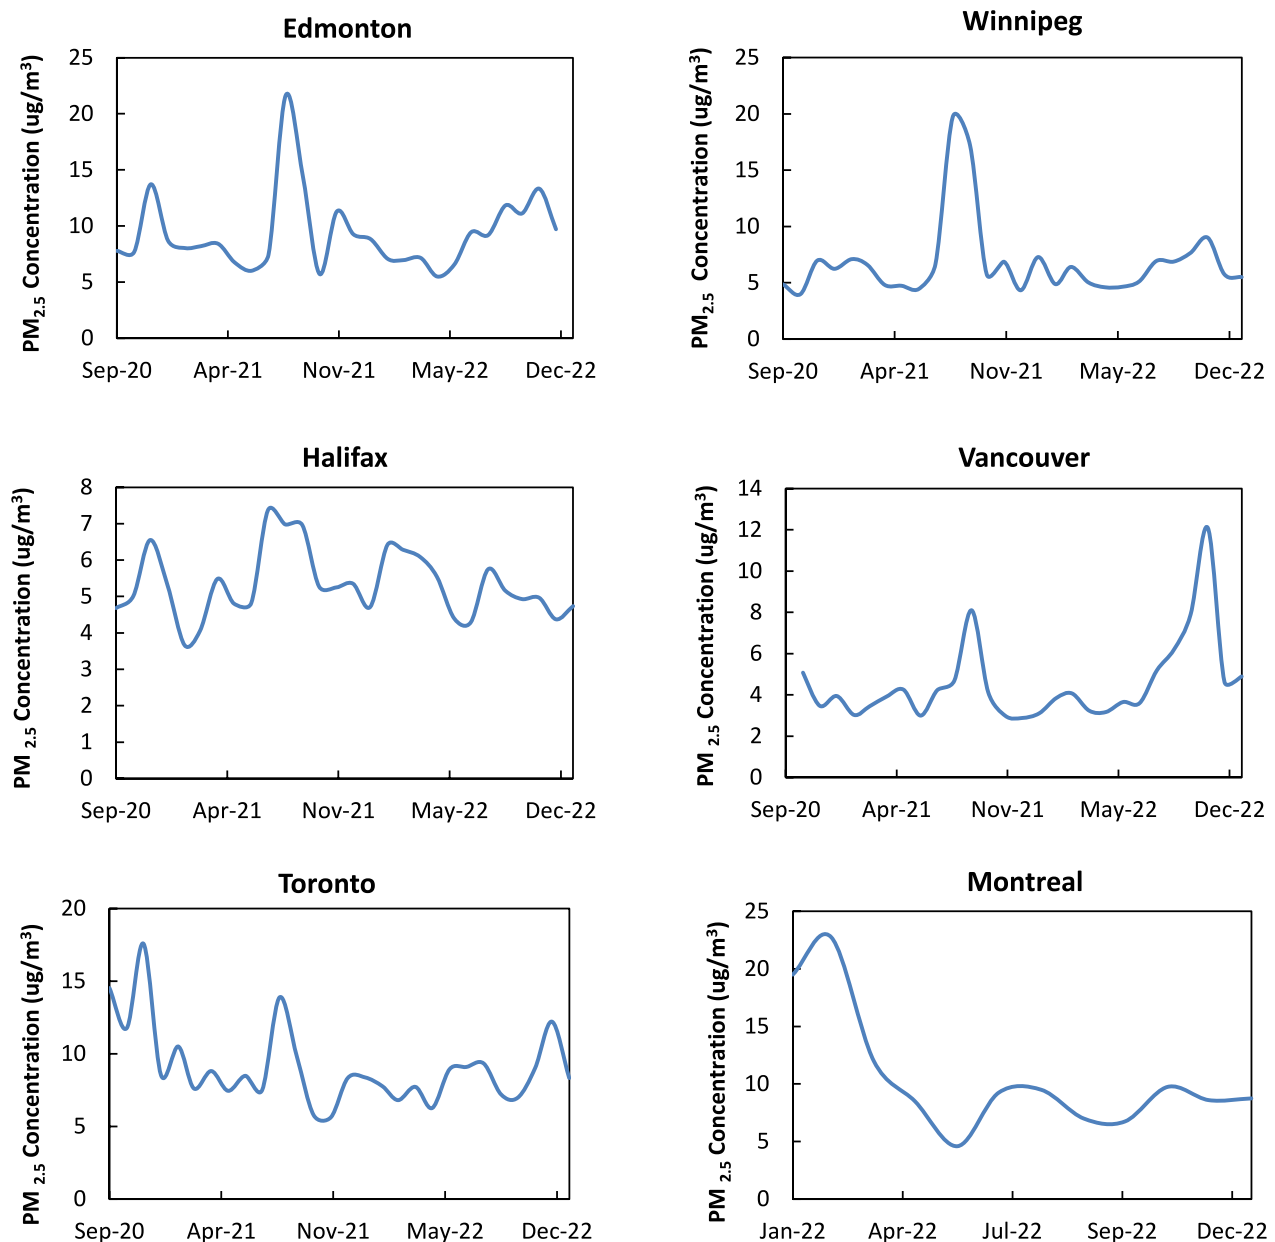 Edmonton
PM2.5 Concentration (ug/m3)
25
20
15
10
5
0
Sep-20 Apr-21 Nov-21 May-22 Dec-22
Winnipeg
PM2.5 Concentration (ug/m3)
25
20
15
10
5
0
Sep-20 Apr-21 Nov-21 May-22 Dec-22
Halifax
PM 2.5 Concentration (ug/m3)
8
7
6
5
4
3
2
1
0
Sep-20 Apr-21 Nov-21 May-22 Dec-22
Vancouver
PM 2.5 Concentration (ug/m3)
14
12
10
8
6
4
2
0
Sep-20 Apr-21 Nov-21 May-22 Dec-22
Toronto
PM 2.5 Concentration (ug/m3)
20
15
10
5
0
Sep-20 Apr-21 Nov-21 May-22 Dec-22
Montreal
PM 2.5 Concentration (ug/m3)
25
20
15
10
5
0
Jan-22 Apr-22 Jul-22 Sep-22 Dec-22